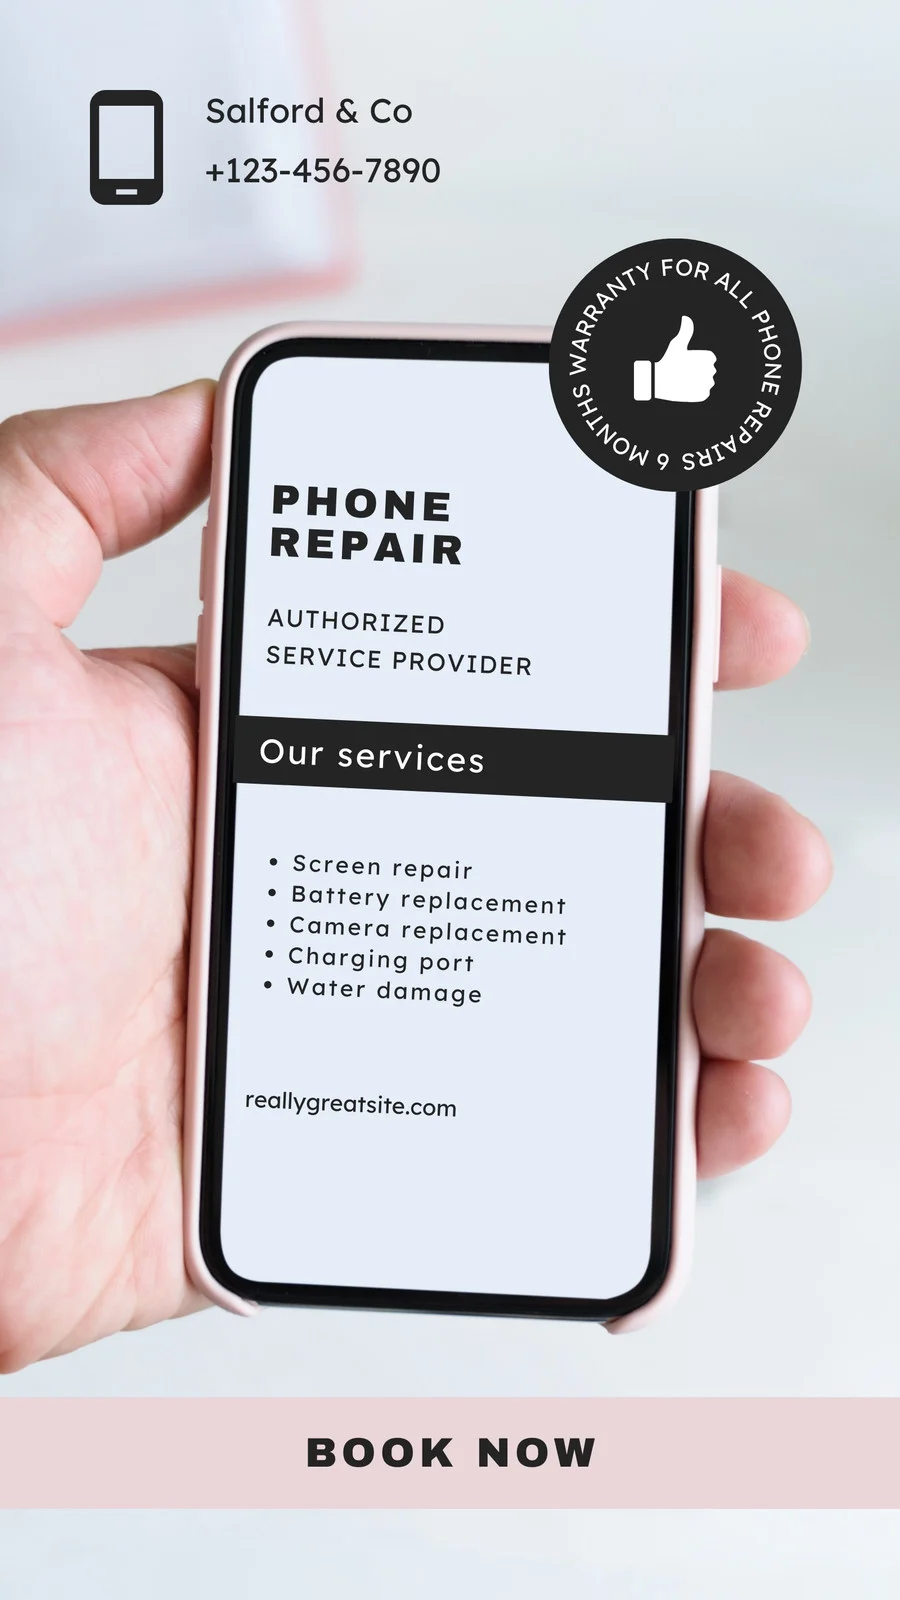 Salford & Co
+123-456-7890
6 MONTHS WARRANTY FOR ALL PHONE REPAIRS
PHONE
REPAIR
AUTHORIZED
SERVICE PROVIDER
Our services
• Screen repair
• Battery replacement
• Camera replacement
• Charging port
• Water damage
reallygreatsite.com
BOOK NOW